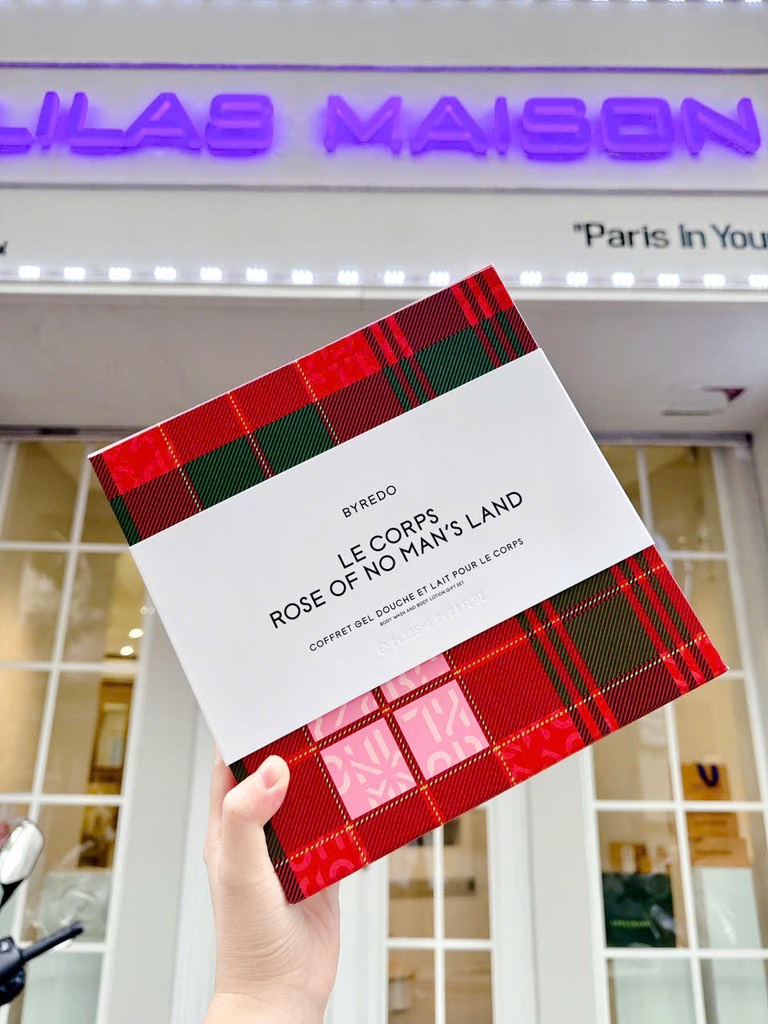 LILAS MAISON
"Paris In You
BYREDO
LE CORPS
ROSE OF NO MAN'S LAND
COFFRET GEL DOUCHE ET LAIT POUR LE CORPS
BODY WASH AND BODY LOTION GIFT SET